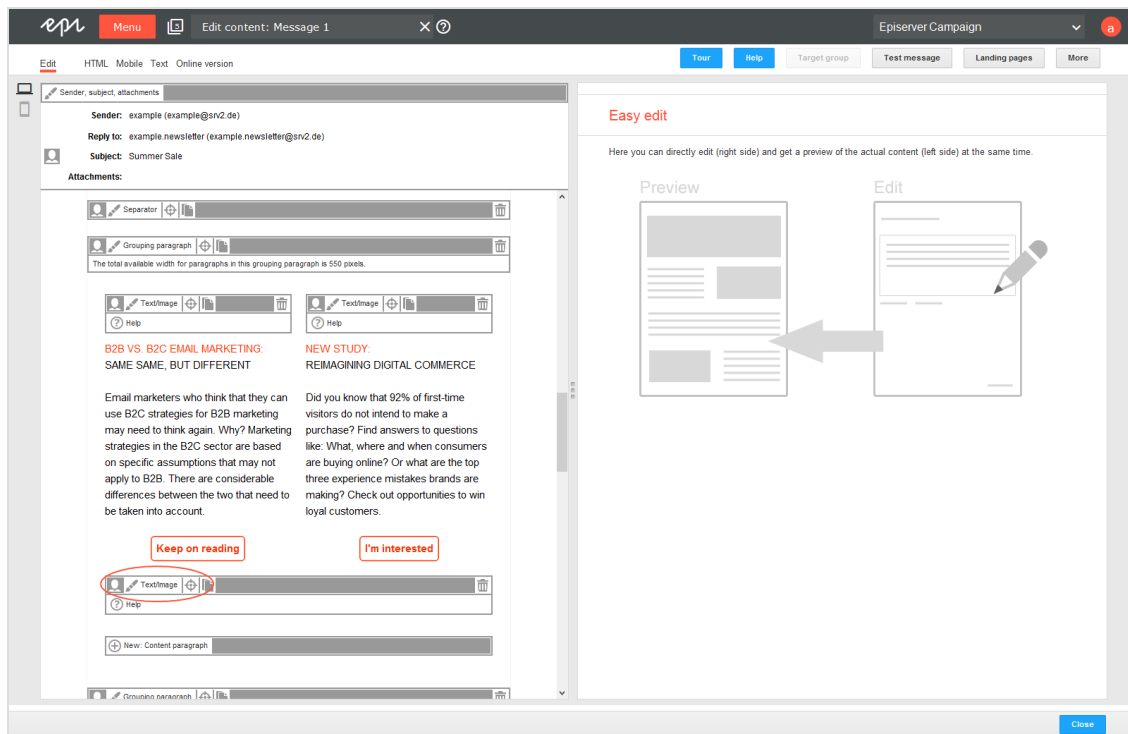 epi
Menu
5
Edit content: Message 1
Episerver Campaign
a
Edit
HTML
Mobile
Text
Online version
Tour
Help
Target group
Test message
Landing pages
More
Sender, subject, attachments
Sender: example (example@srv2.de)
Reply to: example.newsletter (example.newsletter@srv2.de)
Subject: Summer Sale
Attachments:
Separator
Grouping paragraph
The total available width for paragraphs in this grouping paragraph is 550 pixels.
Text/Image
Help
B2B VS. B2C EMAIL MARKETING:
SAME SAME, BUT DIFFERENT
Email marketers who think that they can
use B2C strategies for B2B marketing
may need to think again. Why? Marketing
strategies in the B2C sector are based
on specific assumptions that may not
apply to B2B. There are considerable
differences between the two that need to
be taken into account.
Keep on reading
Text/Image
Help
NEW STUDY:
REIMAGINING DIGITAL COMMERCE
Did you know that 92% of first-time
visitors do not intend to make a
purchase? Find answers to questions
like: What, where and when consumers
are buying online? Or what are the top
three experience mistakes brands are
making? Check out opportunities to win
loyal customers.
I'm interested
Text/Image
Help
New: Content paragraph
Grouping paragraph
Easy edit
Here you can directly edit (right side) and get a preview of the actual content (left side) at the same time.
Preview
Edit
Close